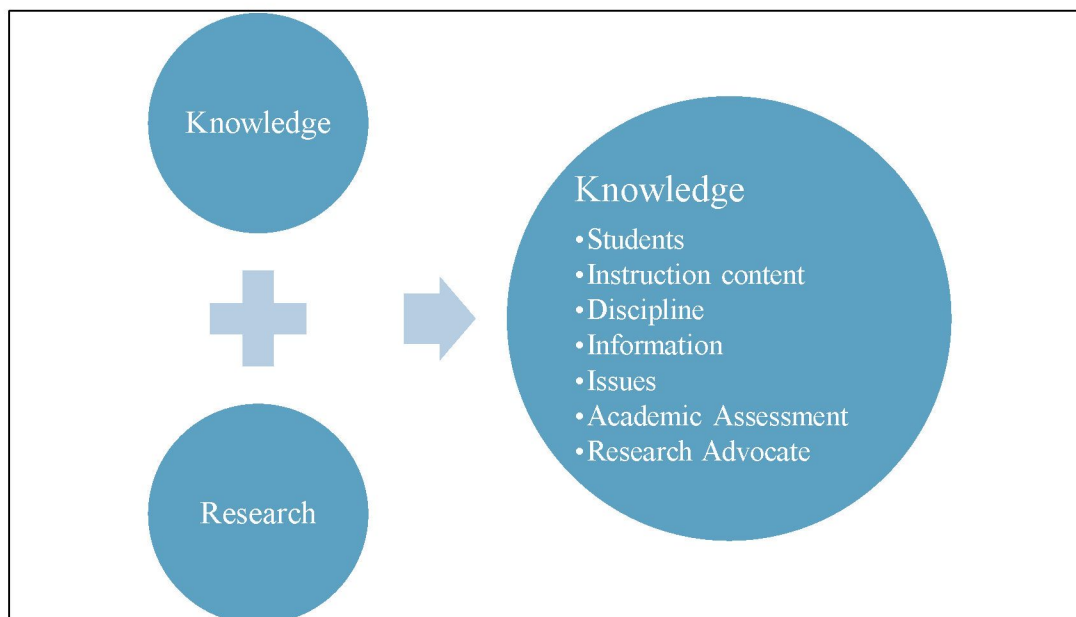 Knowledge
Research
Knowledge
•Students
•Instruction content
•Discipline
•Information
•Issues
•Academic Assessment
•Research Advocate